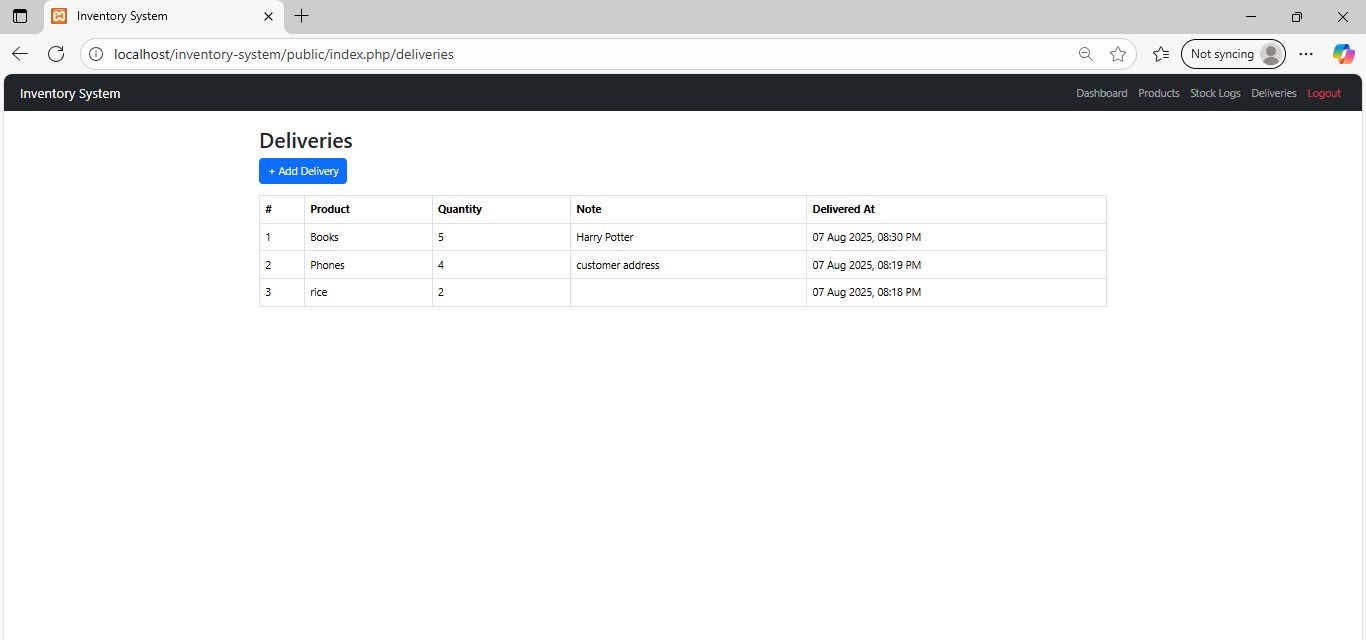 Inventory System
localhost/inventory-system/public/index.php/deliveries
Not syncing
Inventory System
Dashboard Products Stock Logs Deliveries Logout
Deliveries
+ Add Delivery
# Product Quantity Note Delivered At
1 Books 5 Harry Potter 07 Aug 2025, 08:30 PM
2 Phones 4 customer address 07 Aug 2025, 08:19 PM
3 rice 2 07 Aug 2025, 08:18 PM